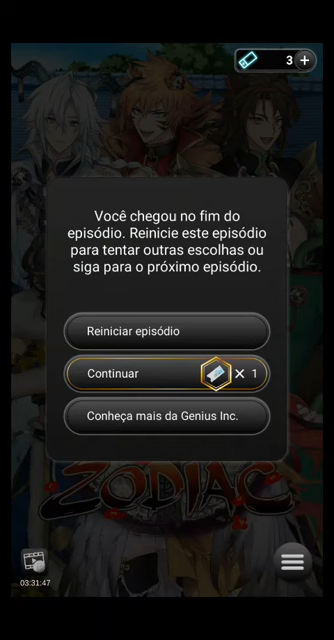 3 +
Você chegou no fim do
episódio. Reinicie este episódio
para tentar outras escolhas ou
siga para o próximo episódio.
Reiniciar episódio
Continuar × 1
Conheça mais da Genius Inc.
ZODIAC
03:31:47